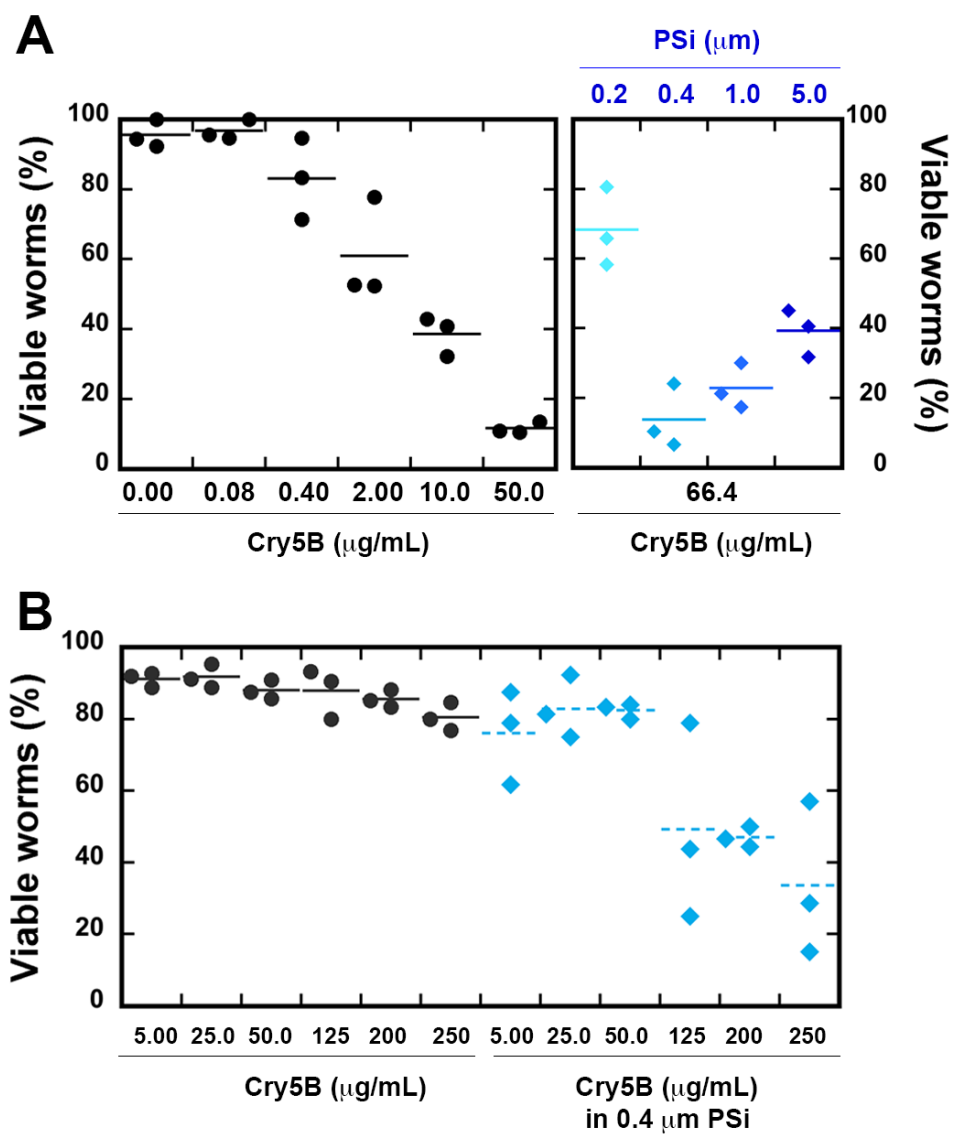 A
PSi (μm)
0.2 0.4 1.0 5.0
Viable worms (%)
100
80
60
40
20
0
0.00 0.08 0.40 2.00 10.0 50.0
Cry5B (μg/mL)
100
80
60
40
20
0
Viable worms (%)
66.4
Cry5B (μg/mL)
B
Viable worms (%)
100
80
60
40
20
0
5.00 25.0 50.0 125 200 250 5.00 25.0 50.0 125 200 250
Cry5B (μg/mL)
Cry5B (μg/mL)
in 0.4 μm PSi